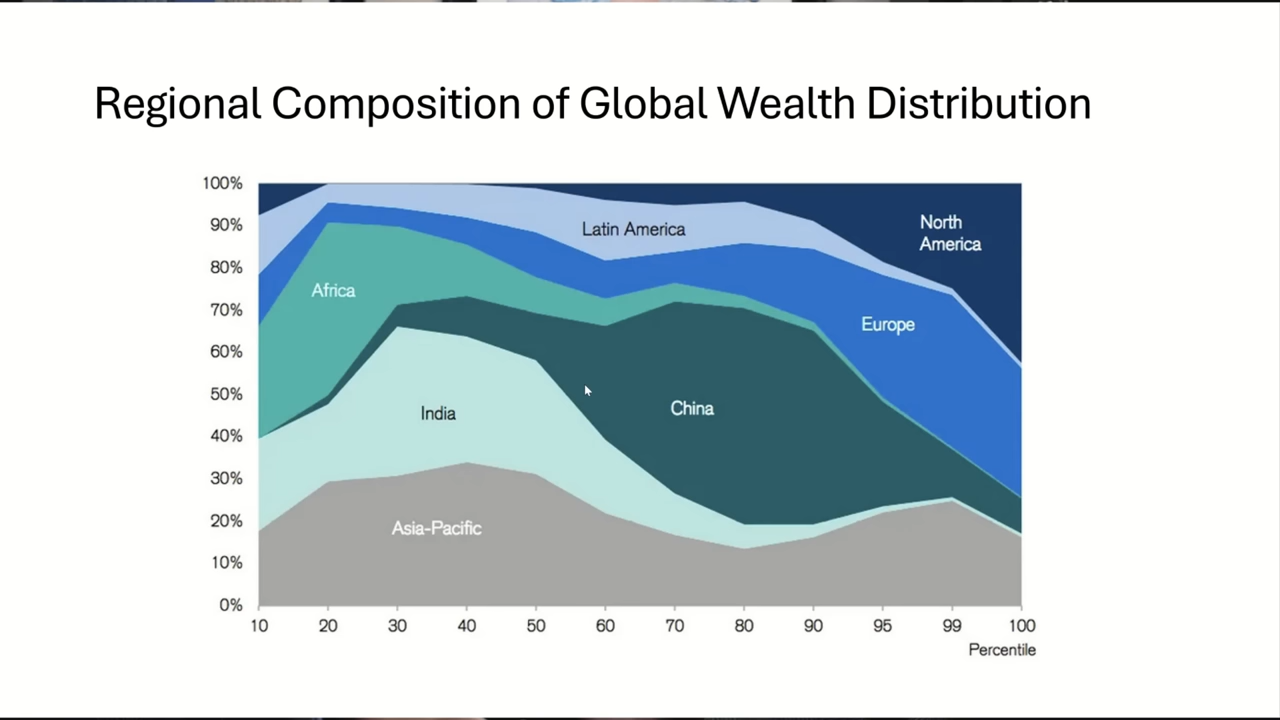 Regional Composition of Global Wealth Distribution
100%
90%
80%
70%
60%
50%
40%
30%
20%
10%
0%
North
America
Latin America
Africa
Europe
China
India
Asia-Pacific
10 20 30 40 50 60 70 80 90 95 99 100
Percentile